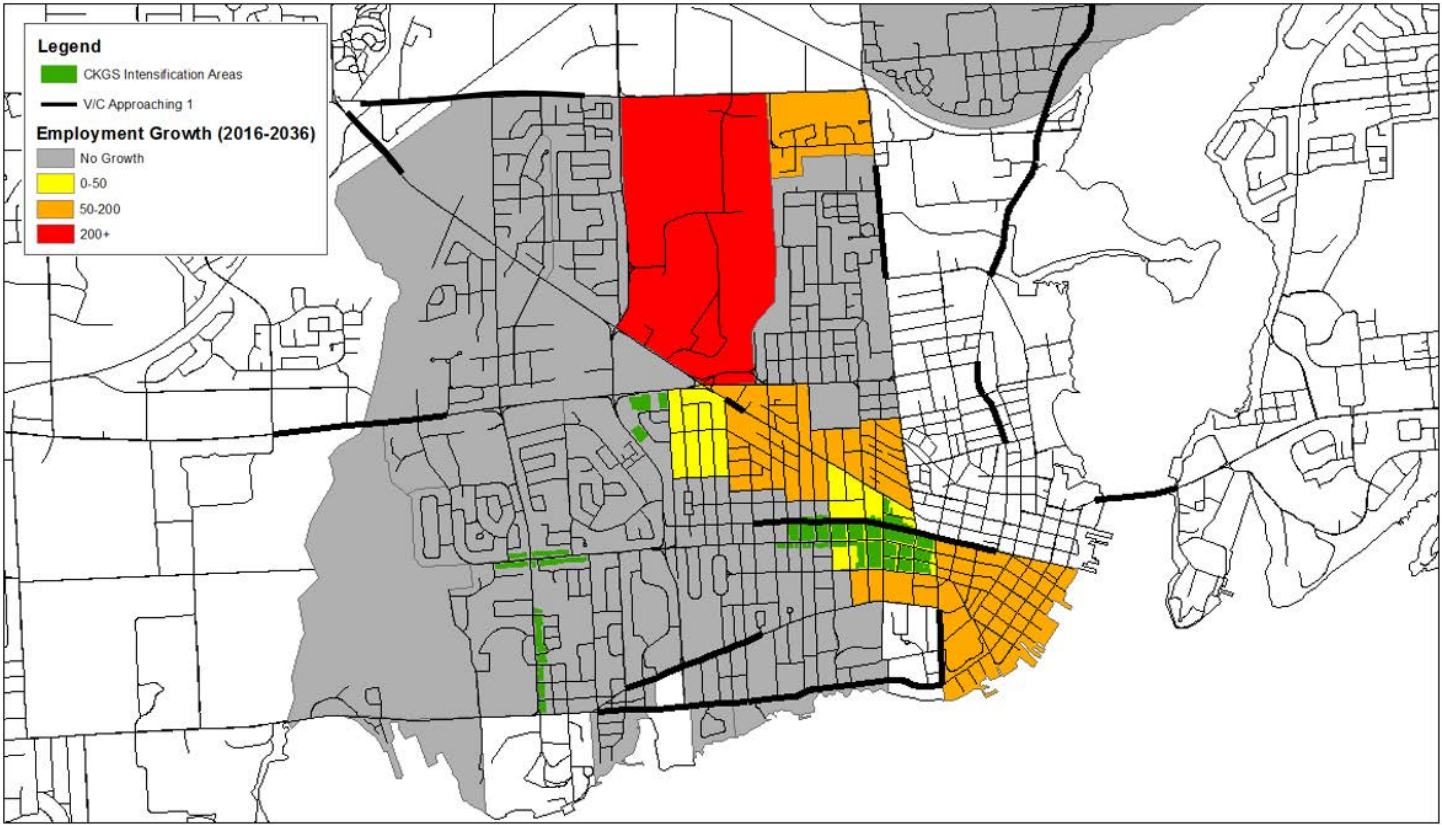 Legend
CKGS Intensification Areas
V/C Approaching 1
Employment Growth (2016-2036)
No Growth
0-50
50-200
200+